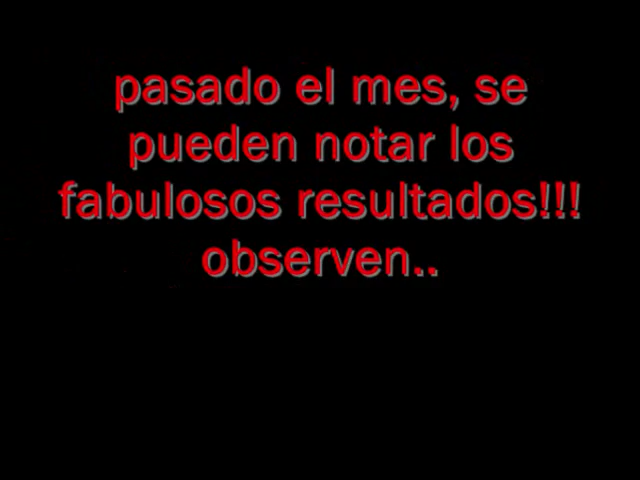 pasado el mes, se
pueden notar los
fabulosos resultados!!!
observen..